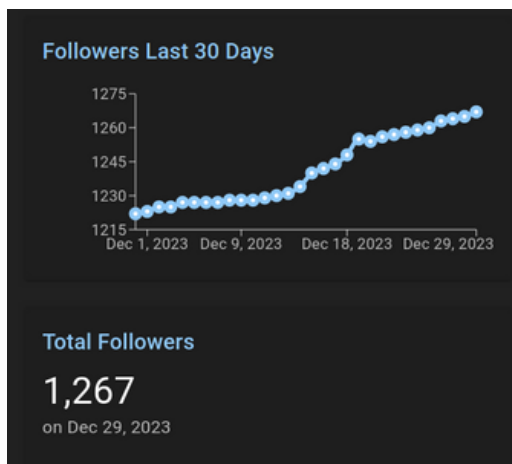 Followers Last 30 Days
1275
1260
1245
1230
1215
Dec 1, 2023 Dec 9, 2023 Dec 18, 2023 Dec 29, 2023
Total Followers
1,267
on Dec 29, 2023